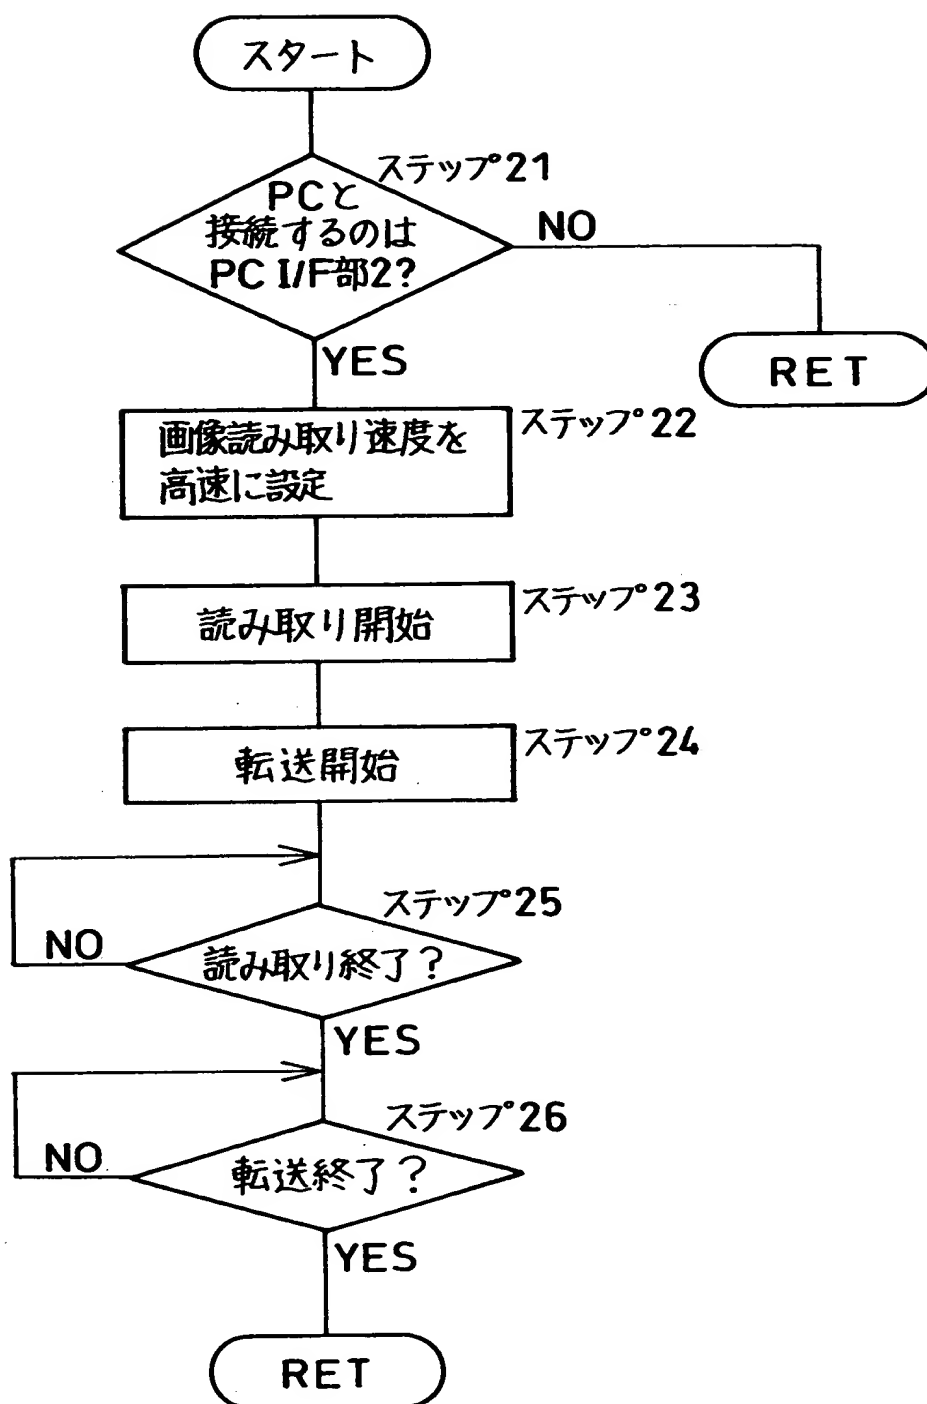 スタート
ステップ21
PCと
接続するのは
PC I/F部2?
NO
YES
RET
ステップ22
画像読み取り速度を
高速に設定
ステップ23
読み取り開始
ステップ24
転送開始
ステップ25
NO
読み取り終了?
YES
ステップ26
NO
転送終了?
YES
RET